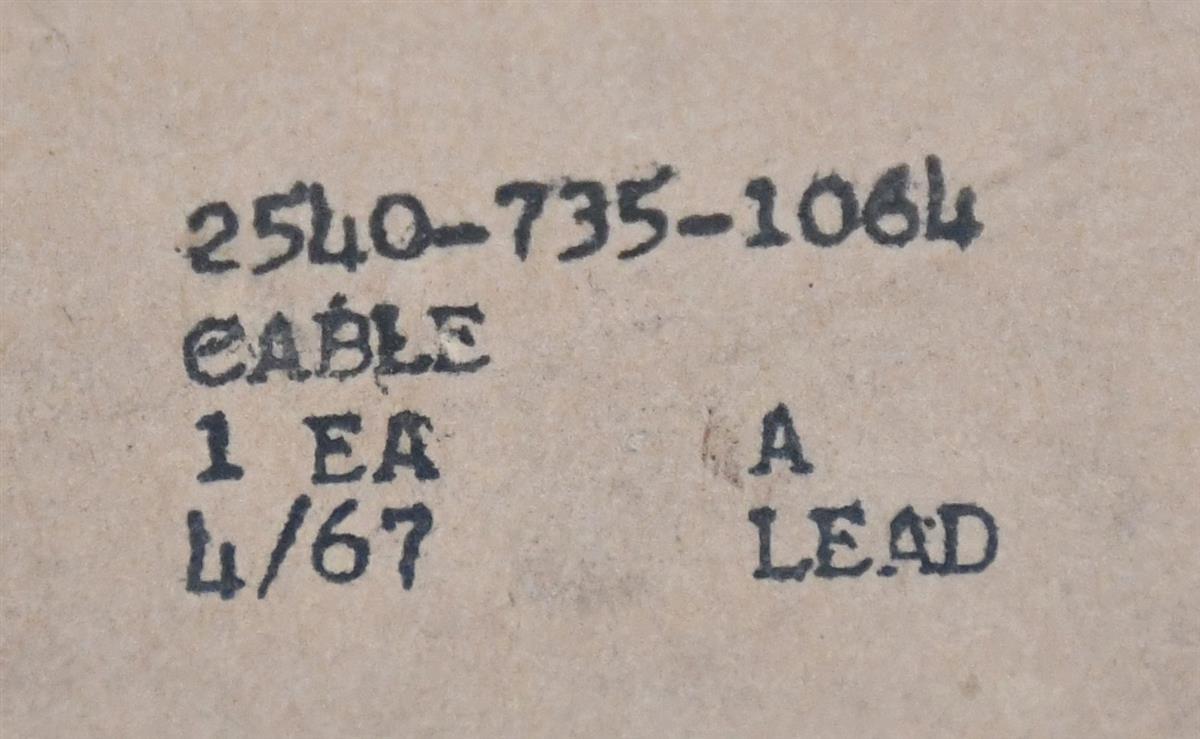 2540-735-1064
CABLE
1 EA A
4/67 LEAD